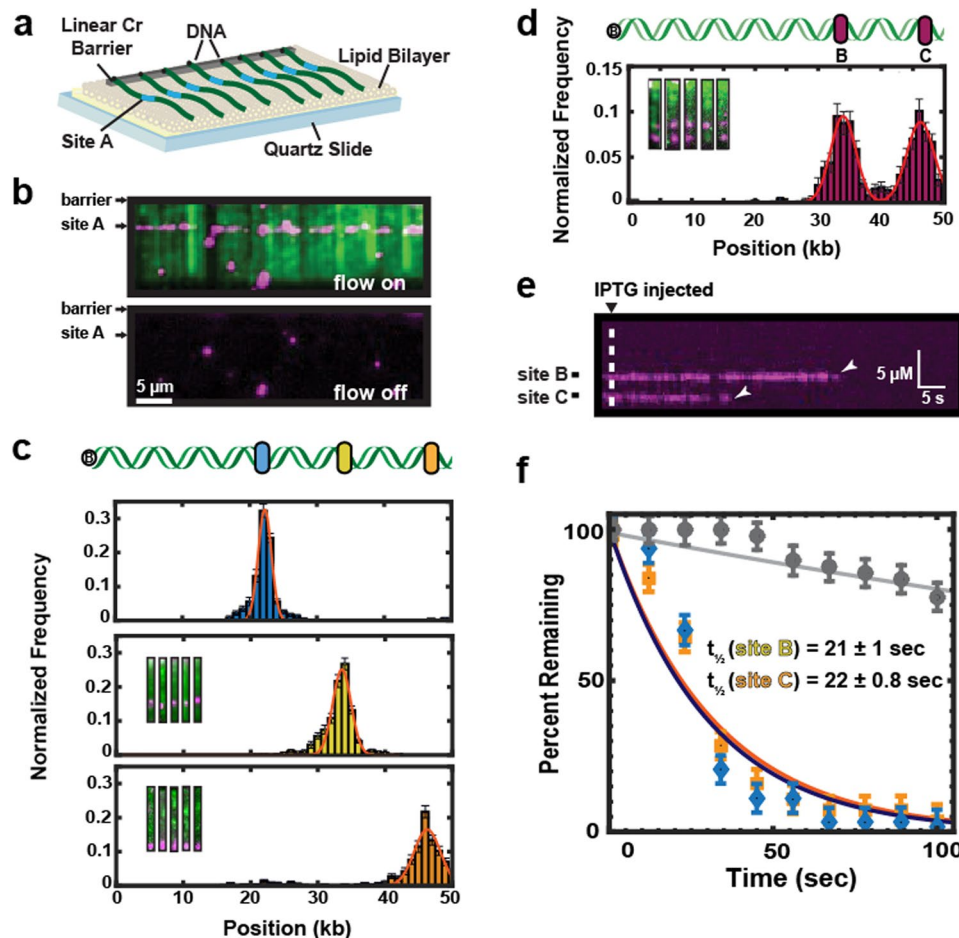 a
Linear Cr
Barrier
DNA
Lipid Bilayer
Site A
Quartz Slide
b
barrier
site A
flow on
barrier
site A
5 μm
flow off
c
B
0.3
0.2
0.1
0
0.3
0.2
0.1
0
0.3
0.2
0.1
0
0 10 20 30 40 50
Normalized Frequency
Position (kb)
d
B
B C
0.15
0.1
0.05
0
0 10 20 30 40 50
Normalized Frequency
Position (kb)
e
IPTG injected
site B
site C
5 μM
5 s
f
100
50
0
0 50 100
Percent Remaining
t½ (site B) = 21 ± 1 sec
t½ (site C) = 22 ± 0.8 sec
Time (sec)